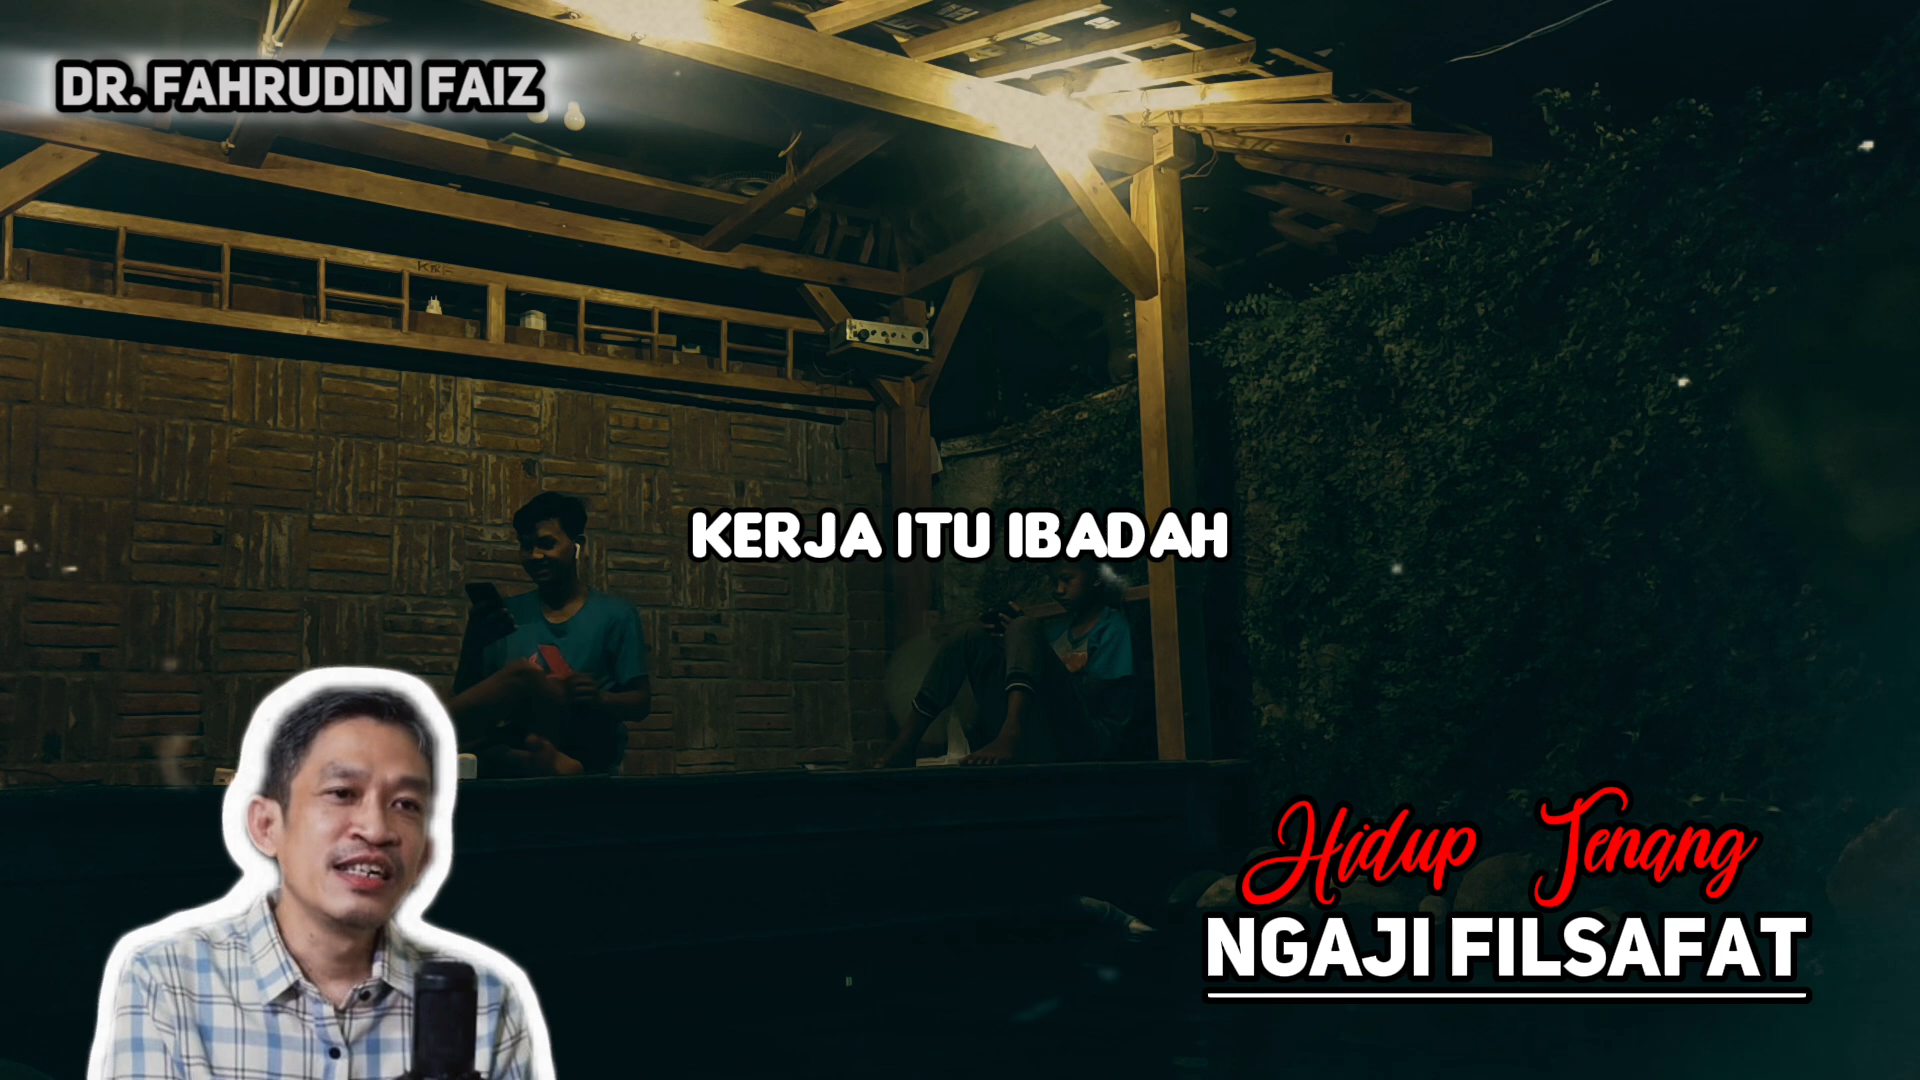 DR. FAHRUDIN FAIZ
KERJA ITU IBADAH
Hidup Tenang
NGAJI FILSAFAT